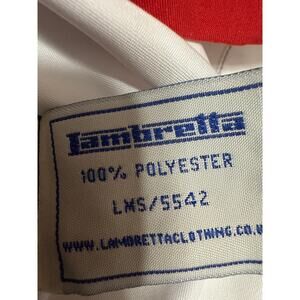 Lambretta
100% POLYESTER
LMS/5542
WWW.LAMBRETTACLOTHING.CO.U